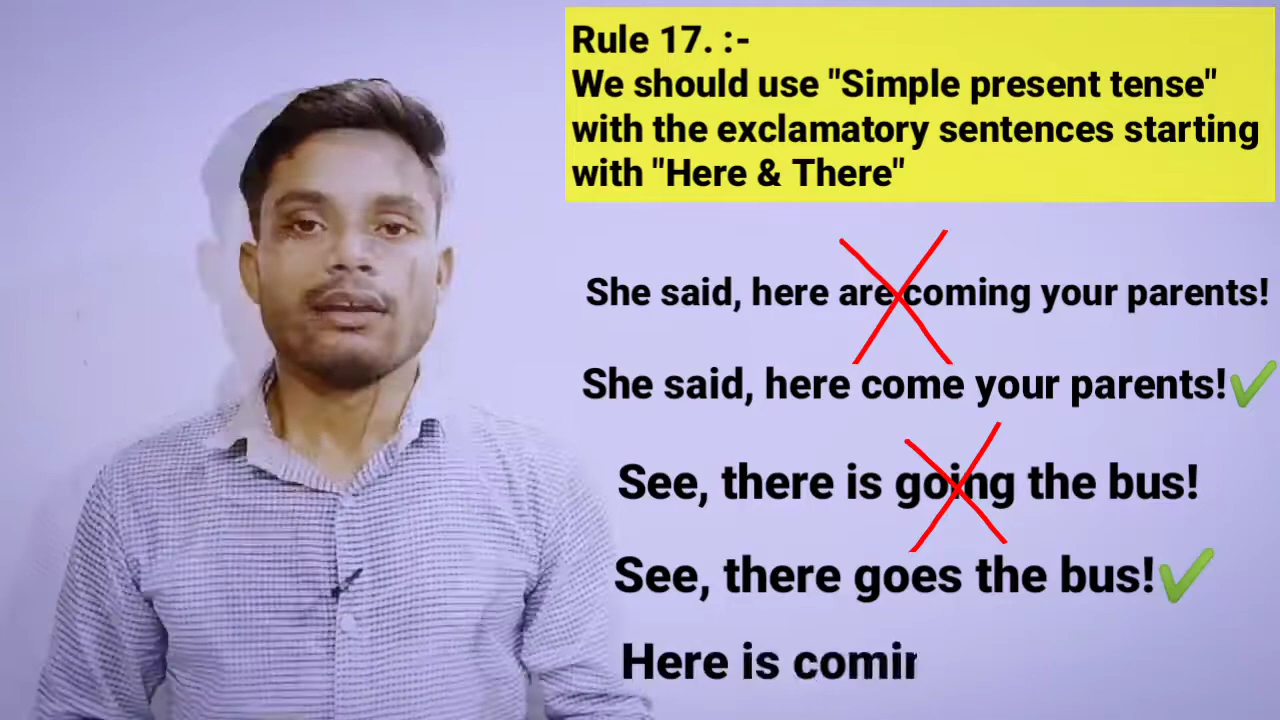 Rule 17. :-
We should use "Simple present tense"
with the exclamatory sentences starting
with "Here & There"
She said, here are coming your parents!
She said, here come your parents!
See, there is going the bus!
See, there goes the bus!
Here is comin